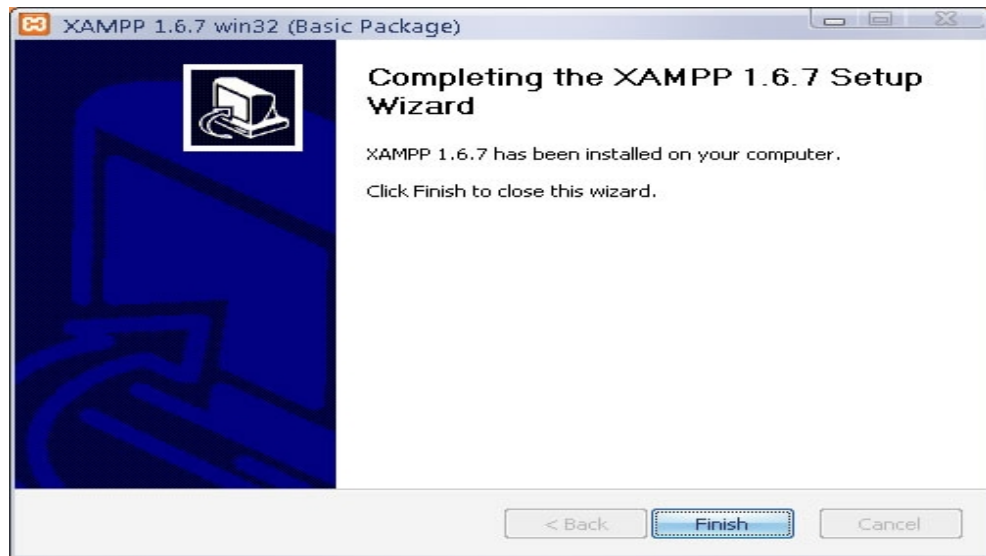 XAMPP 1.6.7 win32 (Basic Package)
Completing the XAMPP 1.6.7 Setup
Wizard
XAMPP 1.6.7 has been installed on your computer.
Click Finish to close this wizard.
< Back
Finish
Cancel